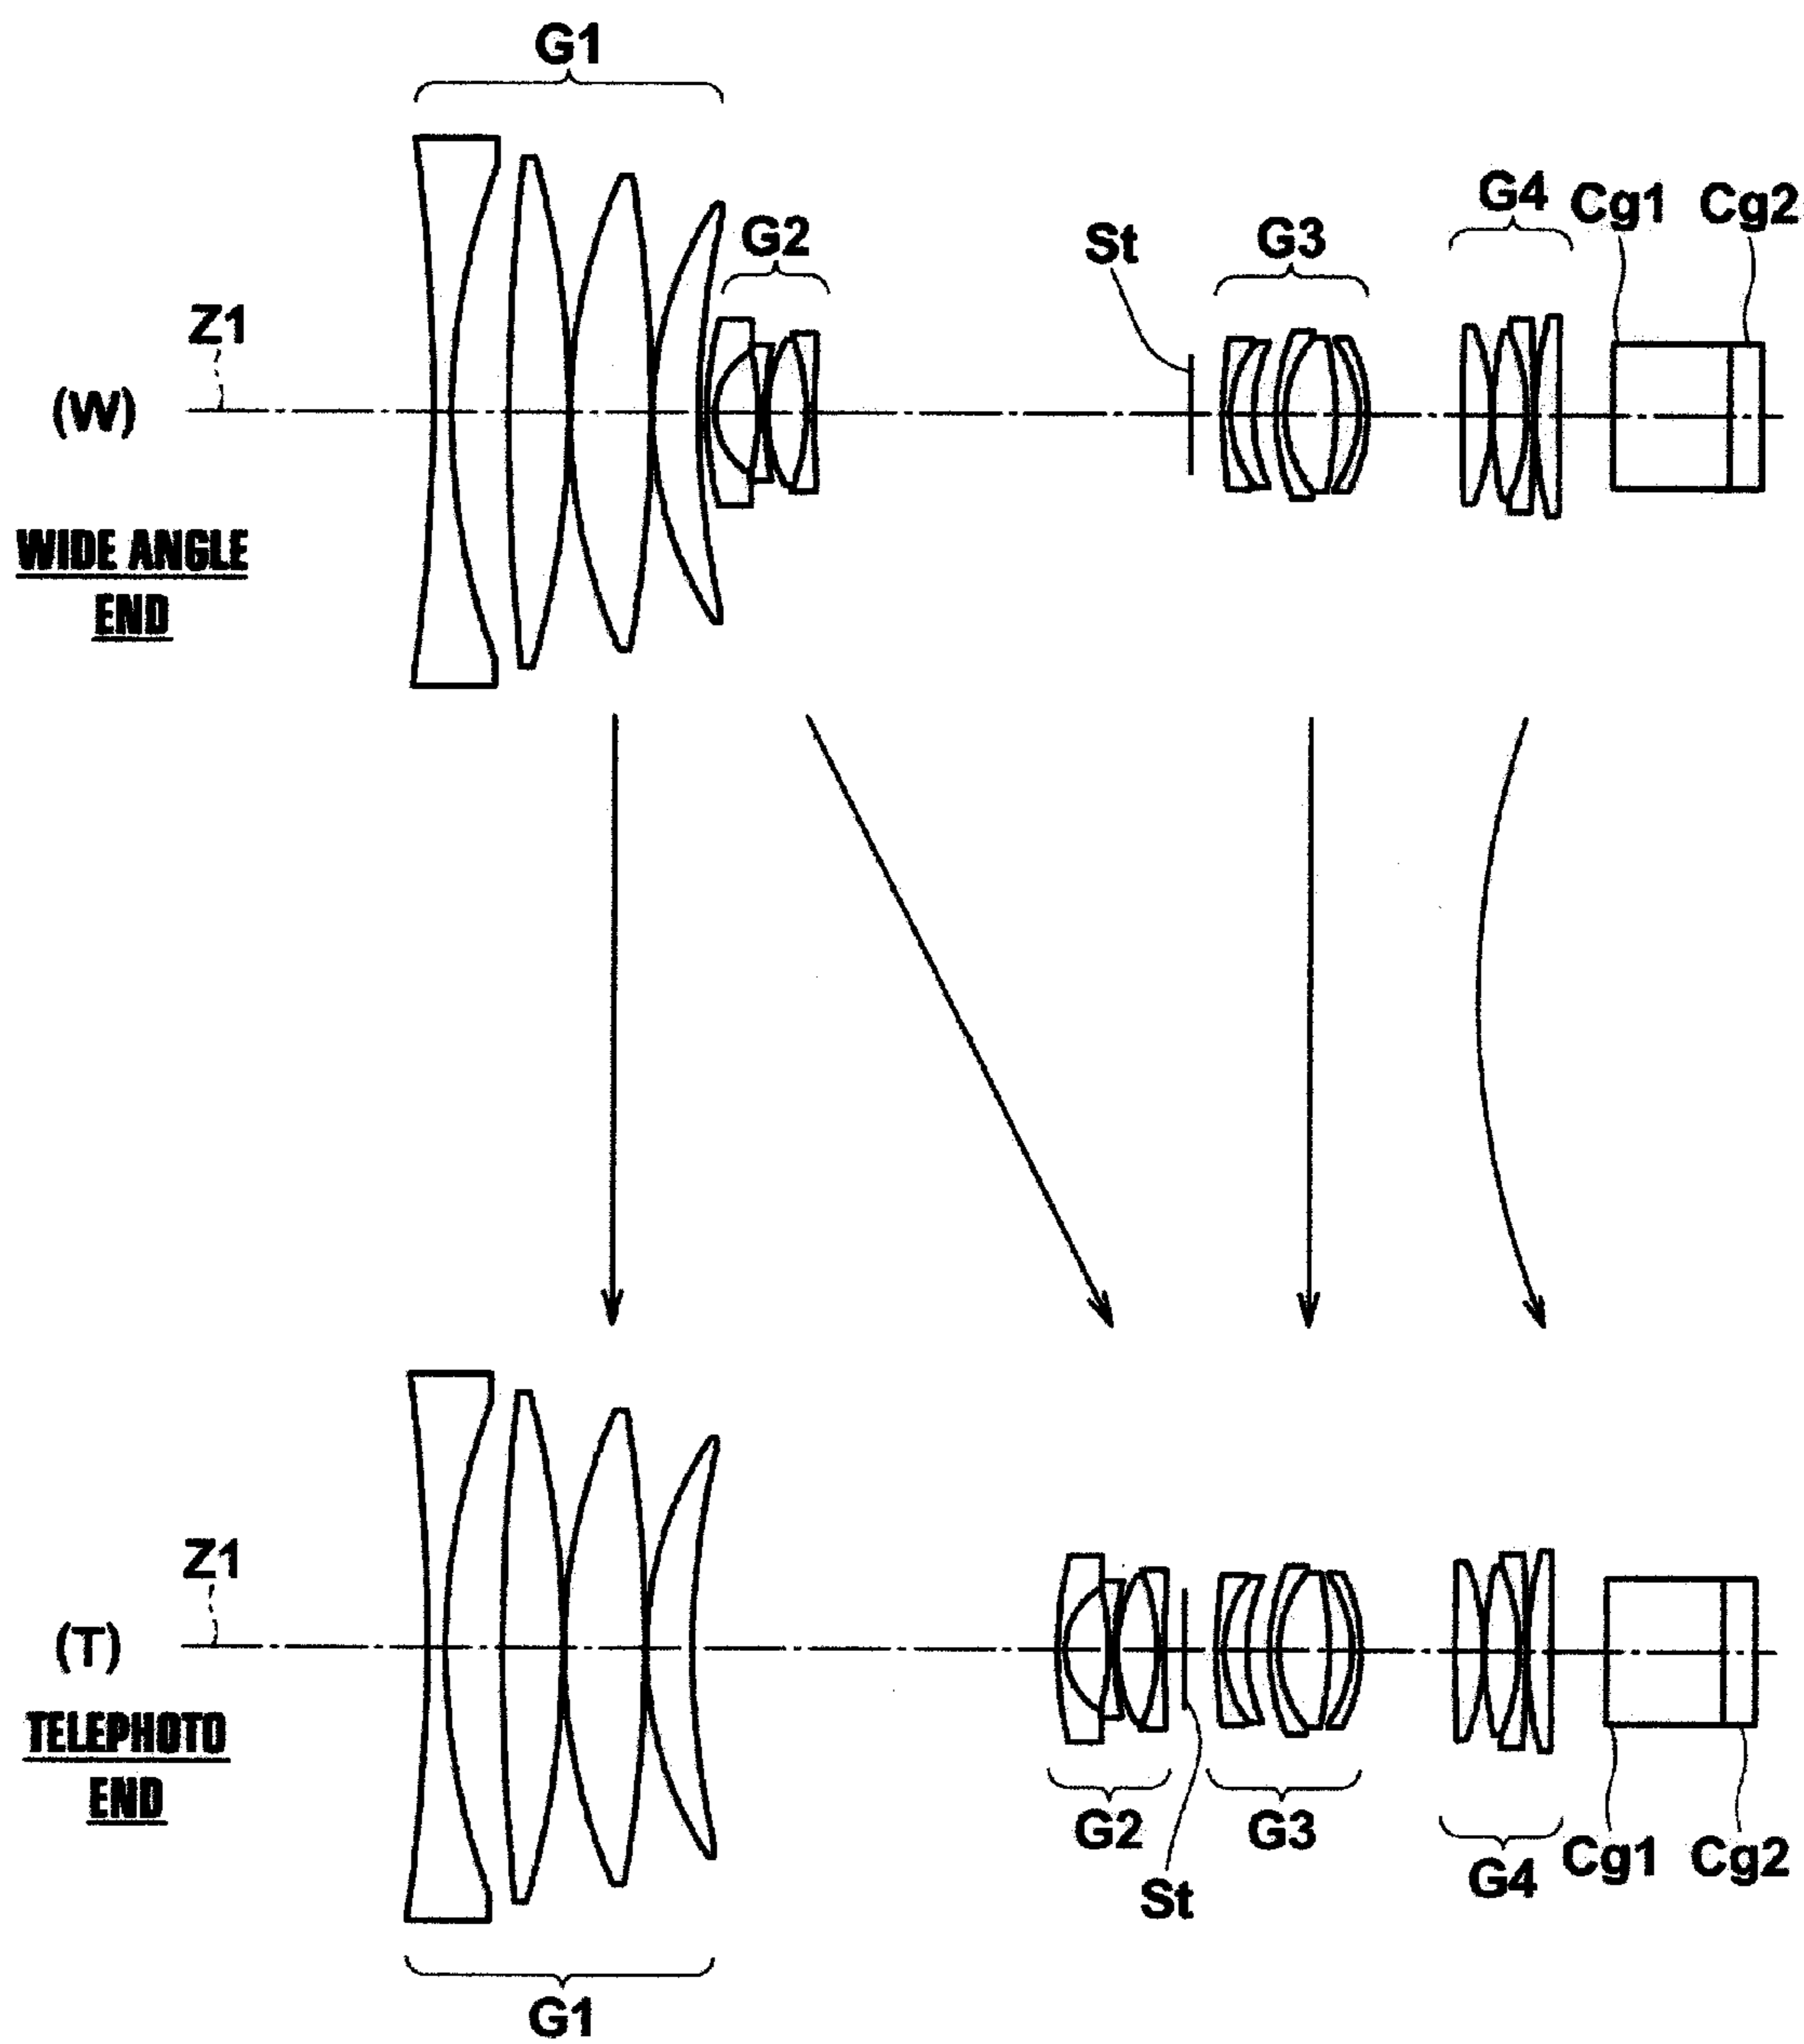 G1
G2
St
G3
G4
Cg1
Cg2
Z1
(W)
WIDE ANGLE
END
Z1
(T)
TELEPHOTO
END
G2
G3
G4
Cg1
Cg2
St
G1